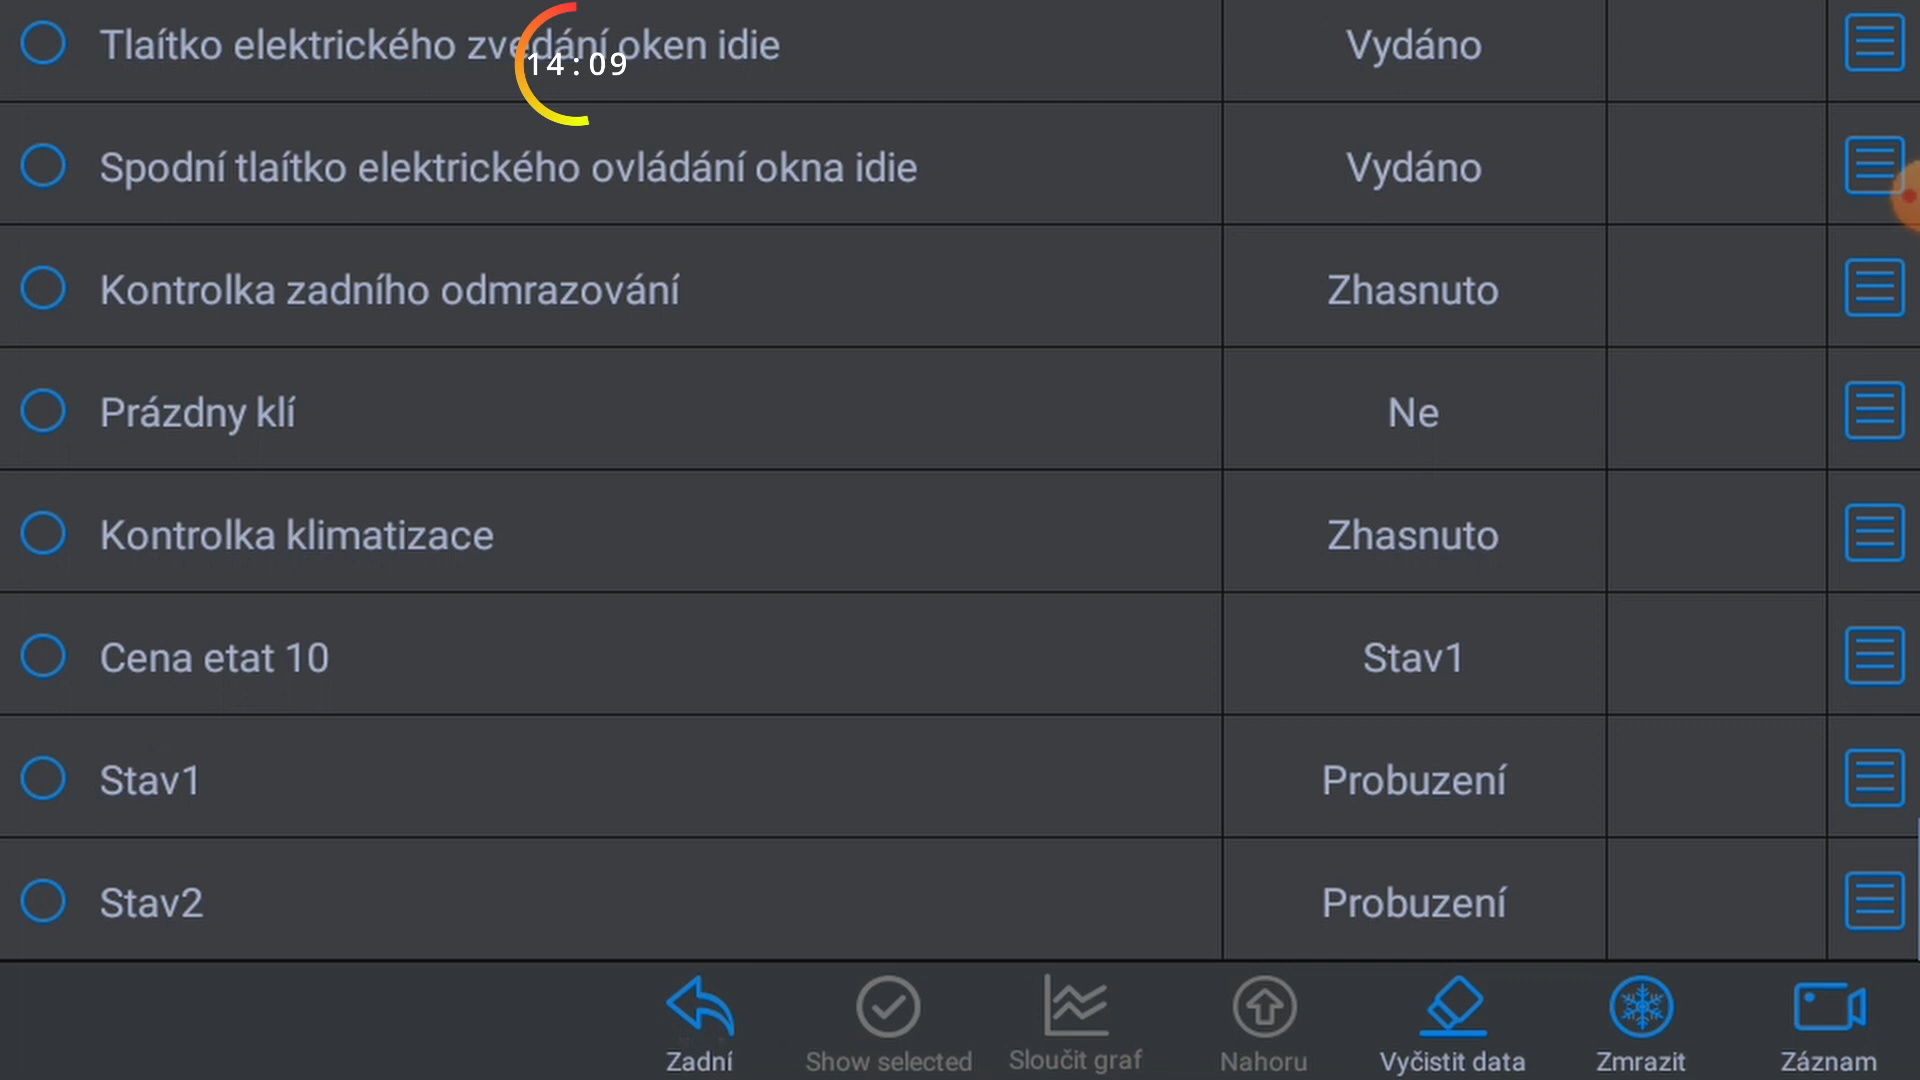 Tlaítko elektrického zvedání oken idie Vydáno
14:09
Spodní tlaítko elektrického ovládání okna idie Vydáno
Kontrolka zadního odmrazování Zhasnuto
Prázdny klí Ne
Kontrolka klimatizace Zhasnuto
Cena etat 10 Stav1
Stav1 Probuzení
Stav2 Probuzení
Zadní Show selected Sloučit graf Nahoru Vyčistit data Zmrazit Záznam